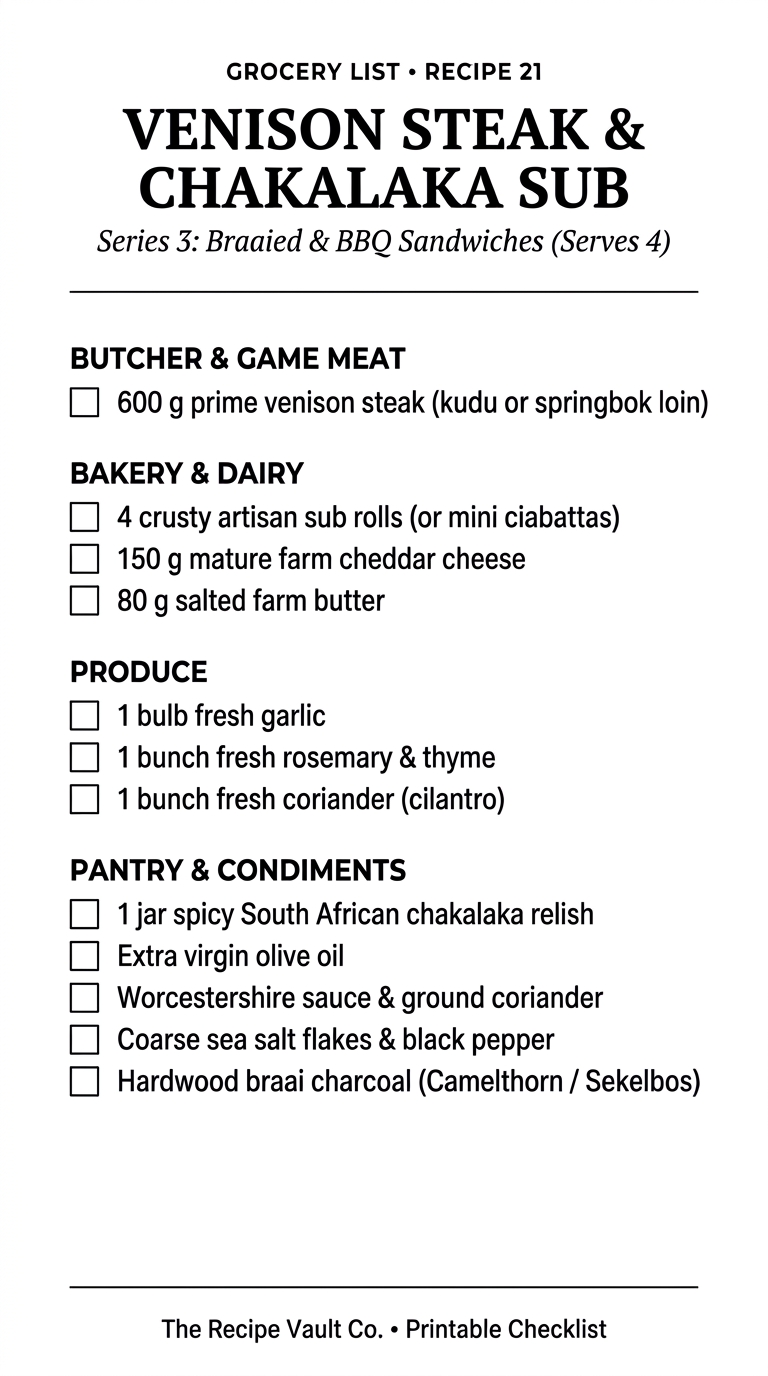 GROCERY LIST • RECIPE 21
VENISON STEAK &
CHAKALAKA SUB
Series 3: Braaied & BBQ Sandwiches (Serves 4)
BUTCHER & GAME MEAT
600 g prime venison steak (kudu or springbok loin)
BAKERY & DAIRY
4 crusty artisan sub rolls (or mini ciabattas)
150 g mature farm cheddar cheese
80 g salted farm butter
PRODUCE
1 bulb fresh garlic
1 bunch fresh rosemary & thyme
1 bunch fresh coriander (cilantro)
PANTRY & CONDIMENTS
1 jar spicy South African chakalaka relish
Extra virgin olive oil
Worcestershire sauce & ground coriander
Coarse sea salt flakes & black pepper
Hardwood braai charcoal (Camelthorn / Sekelbos)
The Recipe Vault Co. • Printable Checklist